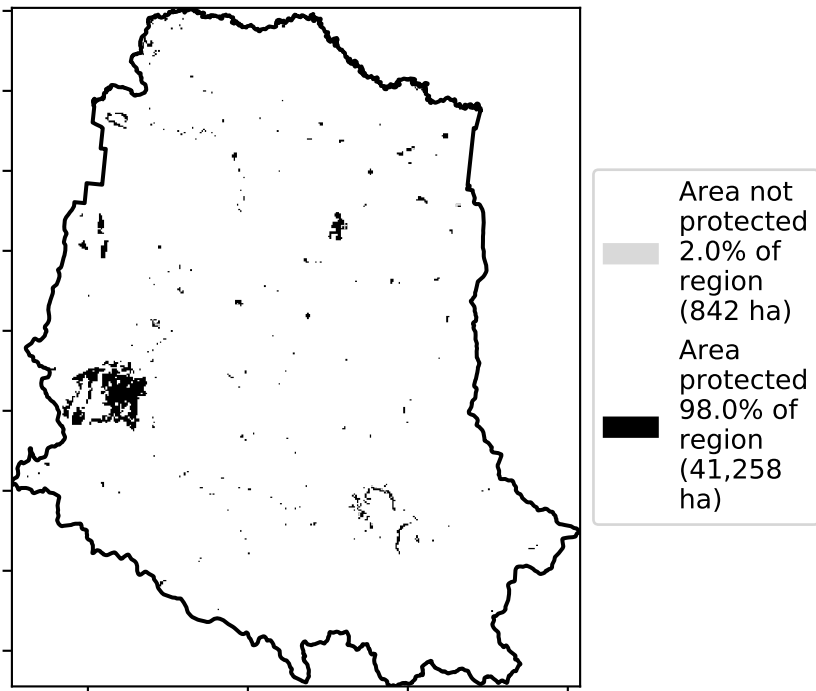 Area not
protected
2.0% of
region
(842 ha)
Area
protected
98.0% of
region
(41,258
ha)